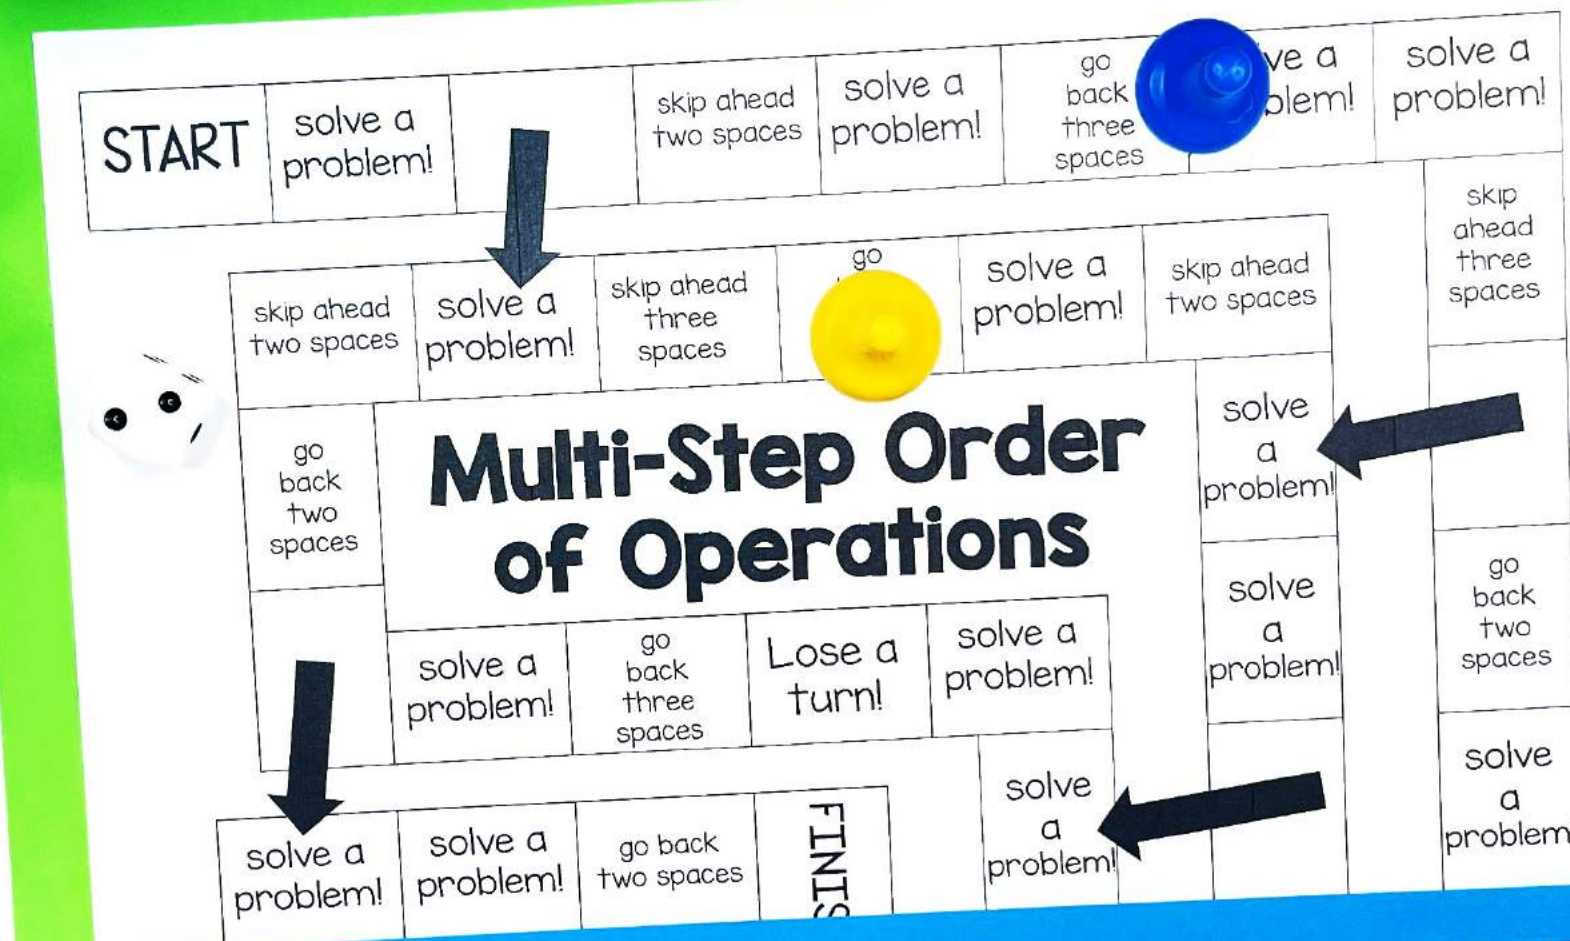 START
solve a
problem!
skip ahead
two spaces
solve a
problem!
go
back
three
spaces
a
solve a
problem!
skip
ahead
three
spaces
skip ahead
two spaces
solve a
problem!
skip ahead
three
spaces
go
solve a
problem!
skip ahead
two spaces
go
back
two
spaces
Multi-Step Order
of Operations
solve
a
problem!
solve
a
problem!
go
back
two
spaces
solve a
problem!
go
back
three
spaces
Lose a
turn!
solve a
problem!
solve
a
problem
solve
a
problem!
solve a
problem!
solve a
problem!
go back
two spaces
FINIS